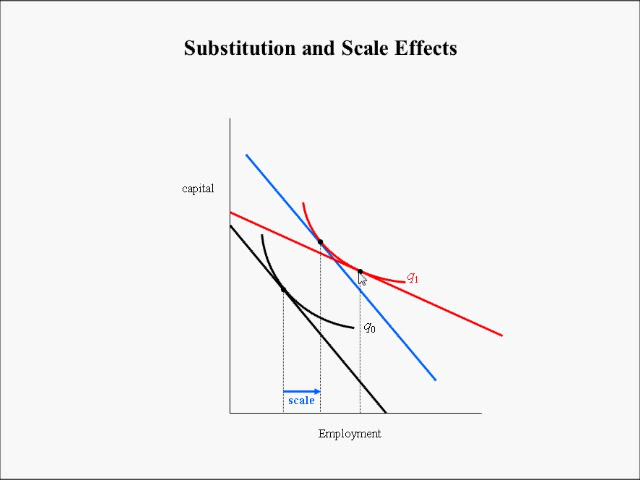 Substitution and Scale Effects
capital
q1
q0
scale
Employment